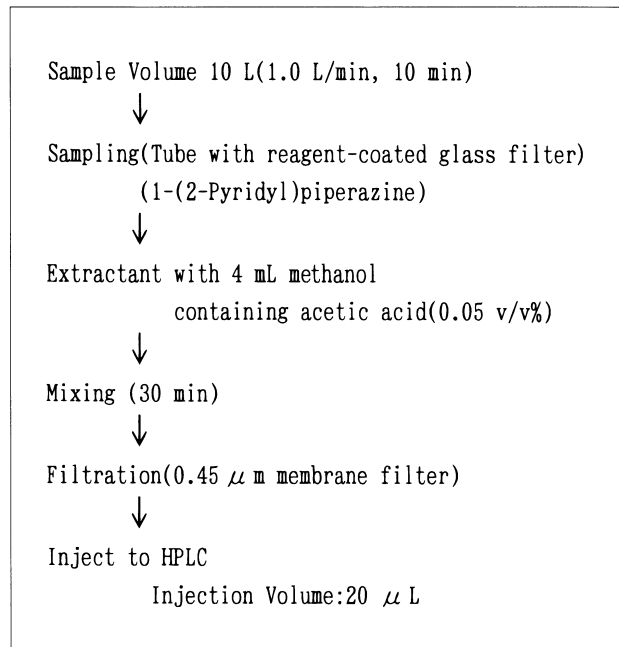 Sample Volume 10 L(1.0 L/min, 10 min)
↓
Sampling(Tube with reagent-coated glass filter)
(1-(2-Pyridyl)piperazine)
↓
Extractant with 4 mL methanol
containing acetic acid(0.05 v/v%)
↓
Mixing (30 min)
↓
Filtration(0.45 μm membrane filter)
↓
Inject to HPLC
Injection Volume:20 μL